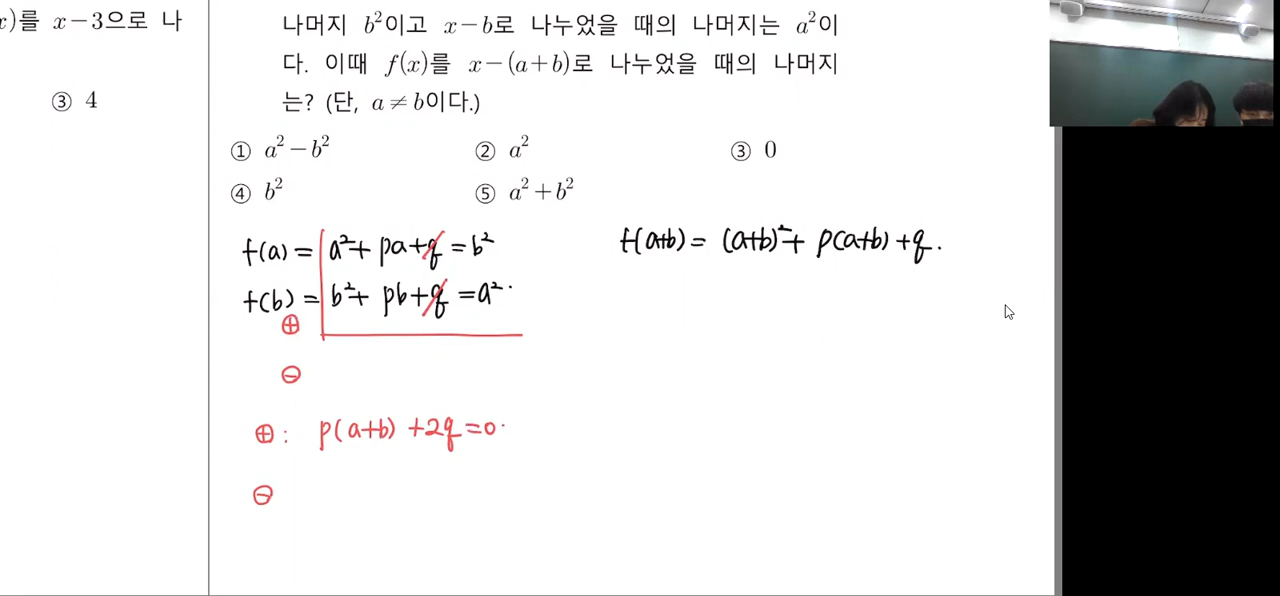 )를 x-3으로 나
③ 4
나머지 b²이고 x-b로 나누었을 때의 나머지는 a²이
다. 이때 f(x)를 x-(a+b)로 나누었을 때의 나머지
는? (단, a≠b이다.)
① a²-b² ② a² ③ 0
④ b² ⑤ a²+b²
f(a) = a²+ pa+q = b²
f(b) = b²+ pb+q = a².
⊕
⊖
⊕ : p(a+b) +2q=0.
⊖
f(a+b) = (a+b)²+ p(a+b) +q.